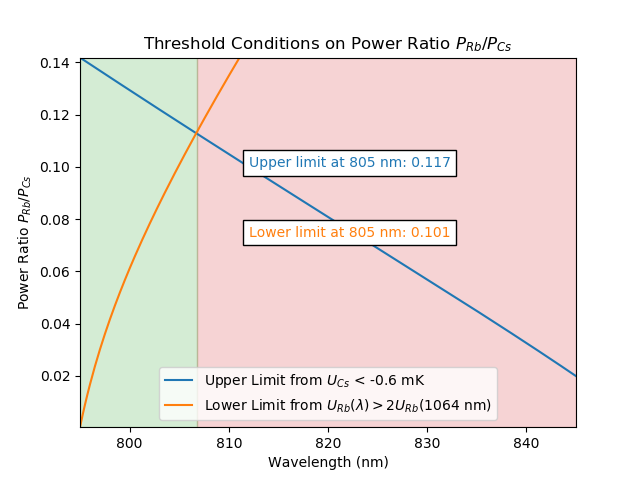 Threshold Conditions on Power Ratio P_Rb/P_Cs
0.14
0.12
0.10
0.08
0.06
0.04
0.02
Power Ratio P_Rb/P_Cs
Upper limit at 805 nm: 0.117
Lower limit at 805 nm: 0.101
Upper Limit from U_Cs < -0.6 mK
Lower Limit from U_Rb(λ) > 2U_Rb(1064 nm)
800 810 820 830 840
Wavelength (nm)